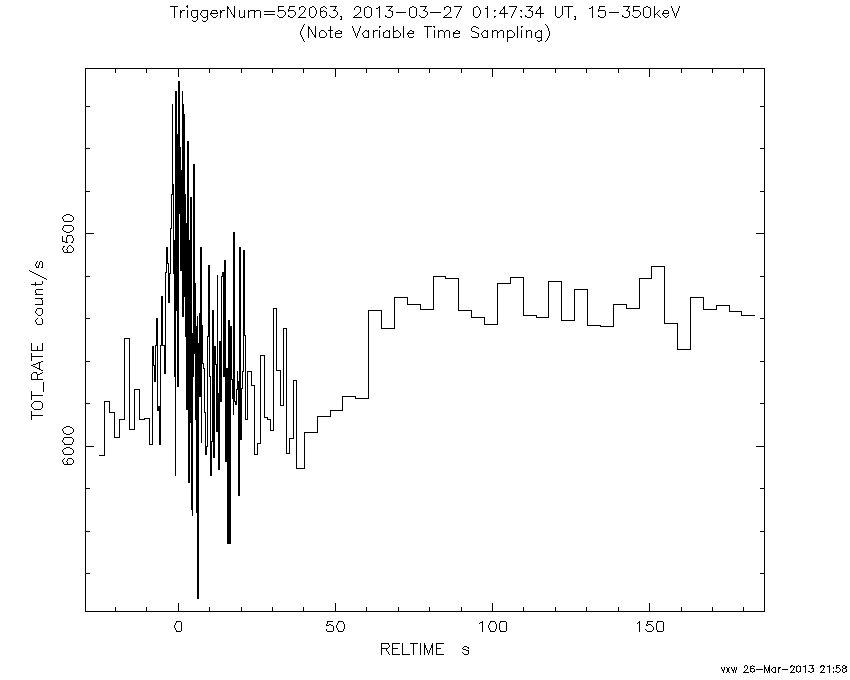 TriggerNum=552063, 2013-03-27 01:47:34 UT, 15-350keV
(Note Variable Time Sampling)
TOT_RATE count/s
6500
6000
0 50 100 150
RELTIME s
vxw 26-Mar-2013 21:58